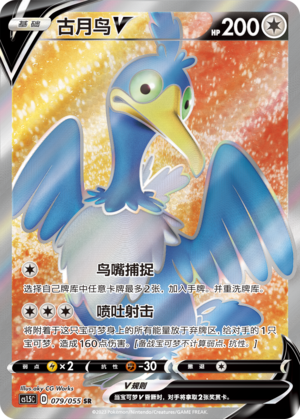 基础 古月鸟V HP 200
鸟嘴捕捉
选择自己牌库中任意卡牌最多2张，加入手牌。并重洗牌库。
喷吐射击
将附着于这只宝可梦身上的所有能量放于弃牌区，给对手的1只
宝可梦，造成160点伤害。[备战宝可梦不计算弱点、抗性。]
弱点 ×2 抗性 -30 撤退
Illus. aky CG Works V规则
cs1.5C D 079/055 SR 当宝可梦V昏厥时，对手将拿取2张奖赏卡。